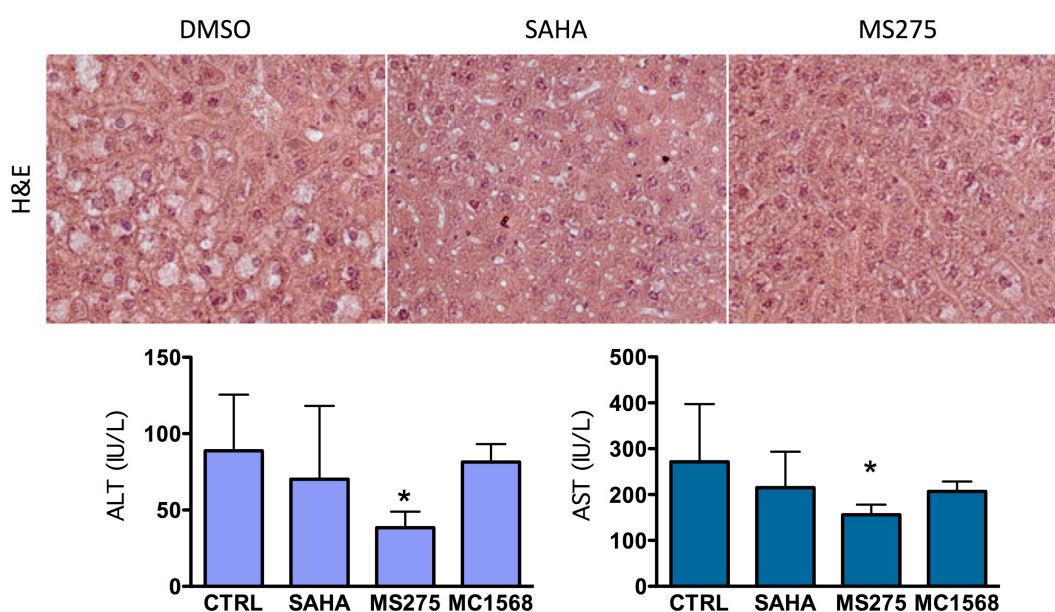 DMSO SAHA MS275
H&E
150
100
50
0
ALT (IU/L)
*
CTRL SAHA MS275 MC1568
500
400
300
200
100
0
AST (IU/L)
*
CTRL SAHA MS275 MC1568